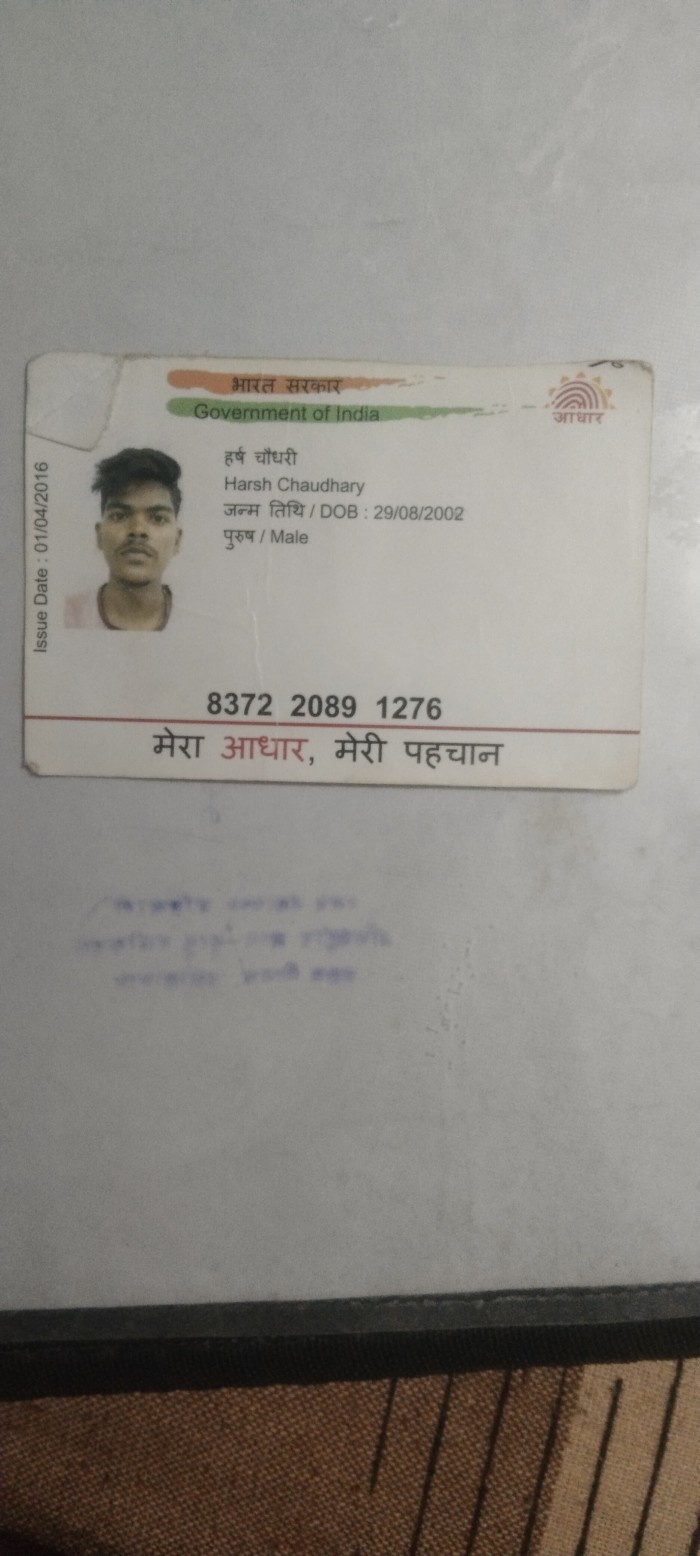 भारत सरकार
Government of India
आधार
Issue Date : 01/04/2016
हर्ष चौधरी
Harsh Chaudhary
जन्म तिथि / DOB : 29/08/2002
पुरुष / Male
8372 2089 1276
मेरा आधार, मेरी पहचान